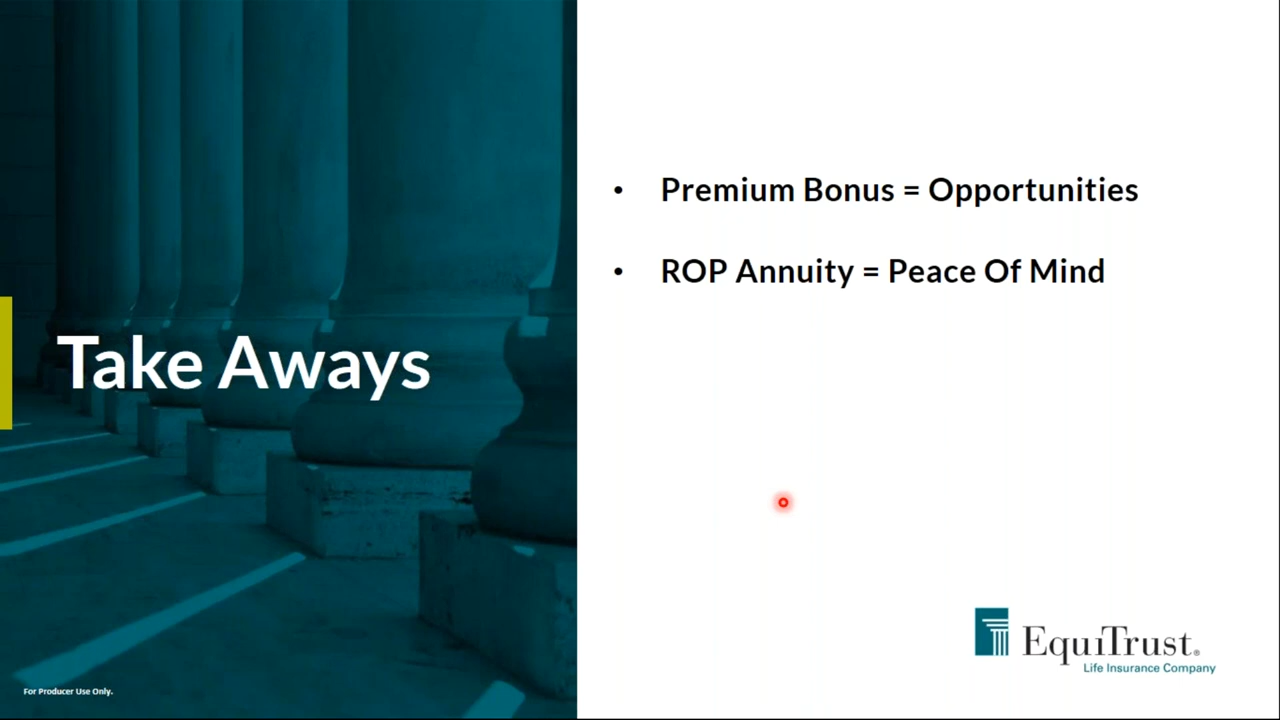 Take Aways
For Producer Use Only.
• Premium Bonus = Opportunities
• ROP Annuity = Peace Of Mind
EquiTrust®
Life Insurance Company